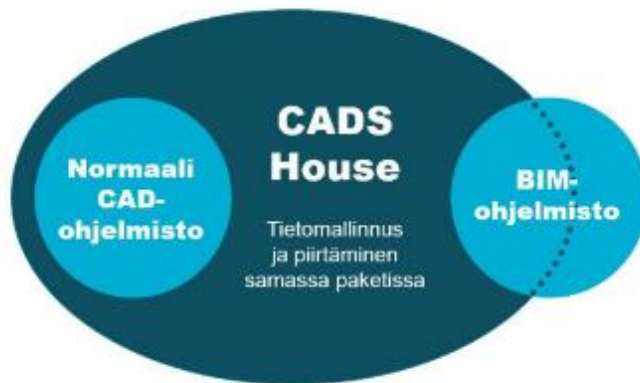 Normaali
CAD-
ohjelmisto
CADS
House
Tietomallinnus
ja piirtäminen
samassa paketissa
BIM-
ohjelmisto